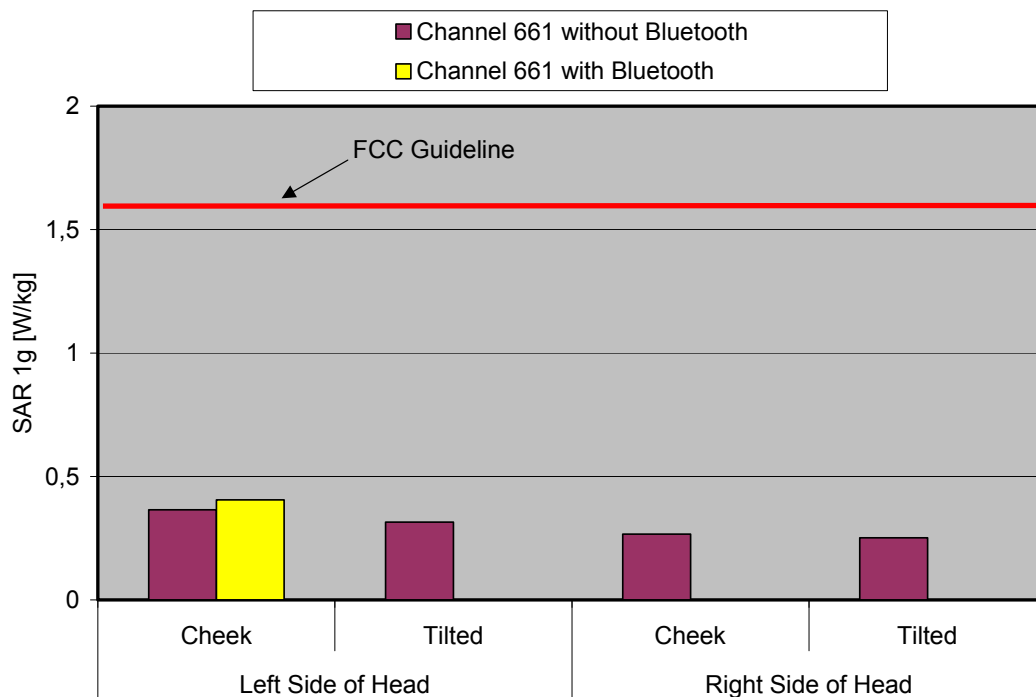 Channel 661 without Bluetooth
Channel 661 with Bluetooth
2
FCC Guideline
1,5
SAR 1g [W/kg]
1
0,5
0
Cheek
Tilted
Cheek
Tilted
Left Side of Head
Right Side of Head